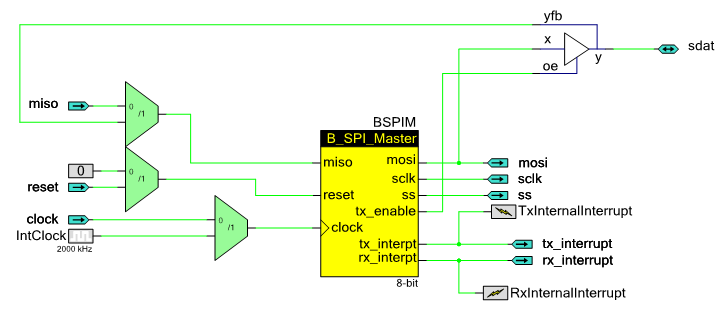 yfb
x
sdat
y
oe
miso
0
/1
BSPIM
B_SPI_Master
0
0
/1
miso
mosi
mosi
reset
sclk
sclk
reset
ss
ss
clock
0
/1
tx_enable
TxInternalInterrupt
IntClock
clock
2000 kHz
tx_interpt
tx_interrupt
rx_interpt
rx_interrupt
8-bit
RxInternalInterrupt